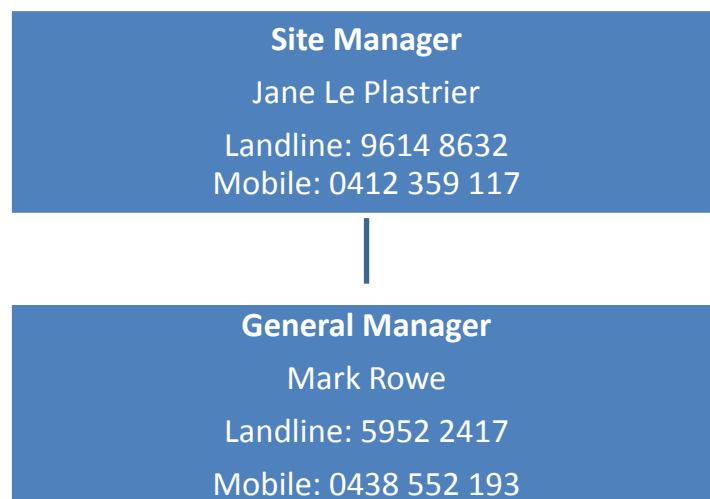 Site Manager
Jane Le Plastrier
Landline: 9614 8632
Mobile: 0412 359 117
General Manager
Mark Rowe
Landline: 5952 2417
Mobile: 0438 552 193